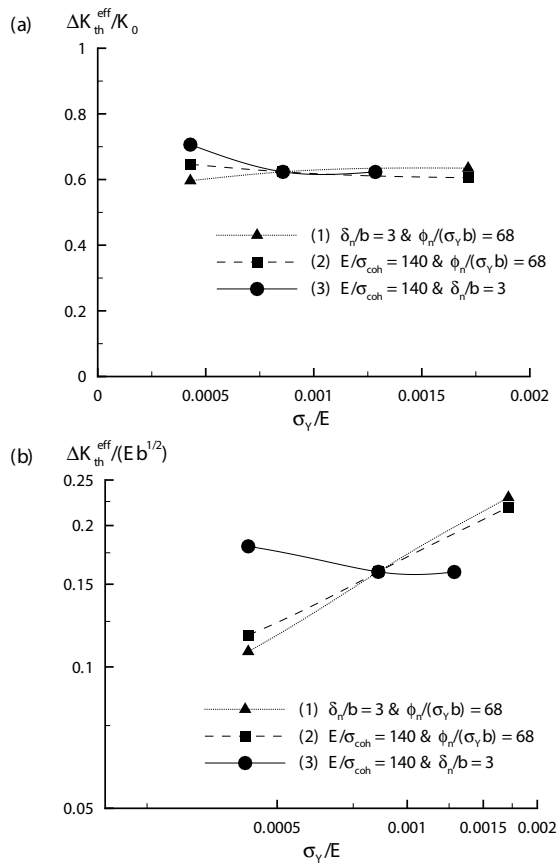 (a)
ΔK_th^eff/K_0
1
0.8
0.6
0.4
0.2
0
0
0.0005
0.001
0.0015
0.002
(1) δ_n/b = 3 & ϕ_n/(σ_Y b) = 68
(2) E/σ_coh = 140 & ϕ_n/(σ_Y b) = 68
(3) E/σ_coh = 140 & δ_n/b = 3
σ_Y/E
(b)
ΔK_th^eff/(E b^1/2)
0.25
0.2
0.15
0.1
0.05
(1) δ_n/b = 3 & ϕ_n/(σ_Y b) = 68
(2) E/σ_coh = 140 & ϕ_n/(σ_Y b) = 68
(3) E/σ_coh = 140 & δ_n/b = 3
0.0005
0.001
0.0015
0.002
σ_Y/E